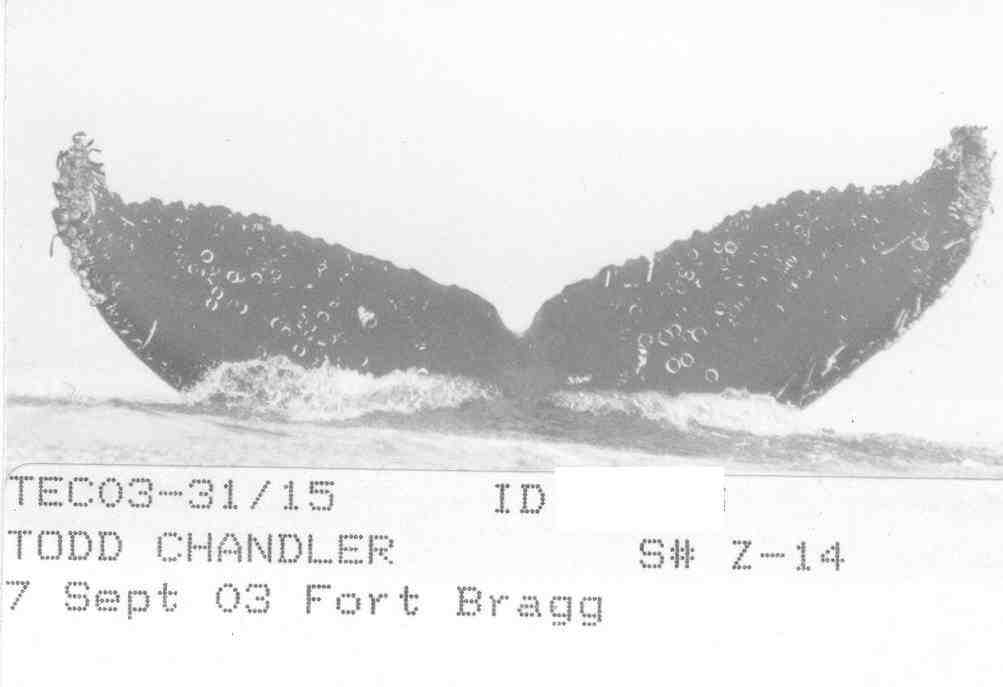 TEC03-31/15 ID
TODD CHANDLER S# Z-14
7 Sept 03 Fort Bragg